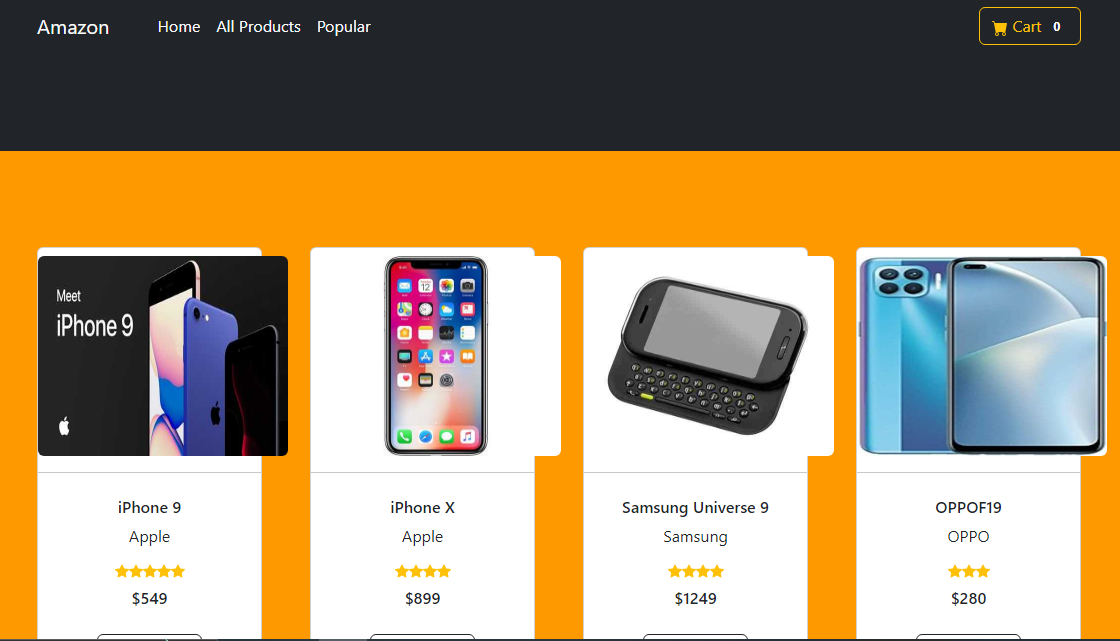 Amazon Home All Products Popular Cart 0
Meet
iPhone 9
iPhone 9 iPhone X Samsung Universe 9 OPPOF19
Apple Apple Samsung OPPO
$549 $899 $1249 $280